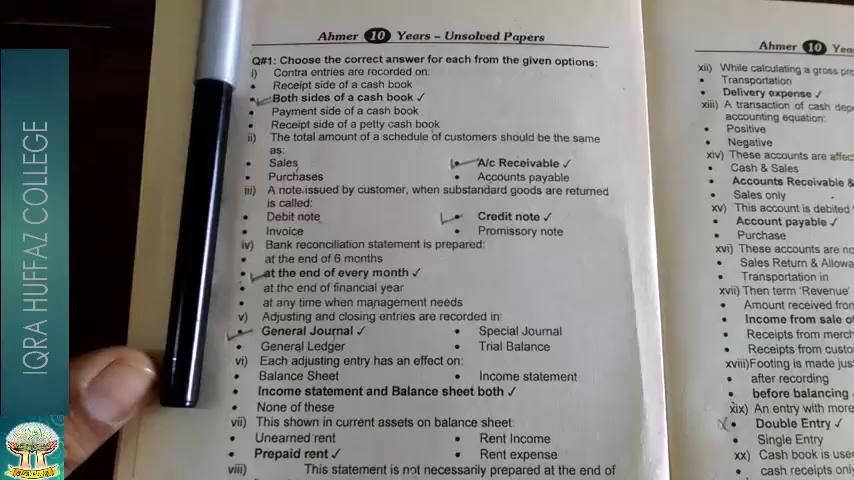 IQRA HUFFAZ COLLEGE
Ahmer 10 Years – Unsolved Papers
Q#1: Choose the correct answer for each from the given options:
i) Contra entries are recorded on:
• Receipt side of a cash book
• Both sides of a cash book ✓
• Payment side of a cash book
• Receipt side of a petty cash book
ii) The total amount of a schedule of customers should be the same
as:
• Sales • A/c Receivable ✓
• Purchases • Accounts payable
iii) A note issued by customer, when substandard goods are returned
is called:
• Debit note • Credit note ✓
• Invoice • Promissory note
iv) Bank reconciliation statement is prepared:
• at the end of 6 months
• at the end of every month ✓
• at the end of financial year
• at any time when management needs
v) Adjusting and closing entries are recorded in:
• General Journal ✓ • Special Journal
• General Ledger • Trial Balance
vi) Each adjusting entry has an effect on:
• Balance Sheet • Income statement
• Income statement and Balance sheet both ✓
• None of these
vii) This shown in current assets on balance sheet
• Unearned rent • Rent Income
• Prepaid rent ✓ • Rent expense
viii) This statement is not necessarily prepared at the end of
Ahmer 10
xii) While calculating a gross
• Transportation
• Delivery expense ✓
xiii) A transaction of cash
accounting equation:
• Positive
• Negative
xiv) These accounts are
• Cash & Sales
• Accounts Receivable &
• Sales only
xv) This account is debited
• Account payable ✓
• Purchase
xvi) These accounts are
• Sales Return &
• Transportation in
xvii) Then term 'Revenue'
• Amount received
• Income from sale
• Receipts from
• Receipts from
xviii) Footing is made
• after recording
• before balancing
xix) An entry with more
• Double Entry ✓
• Single Entry
xx) Cash book is
• cash receipts